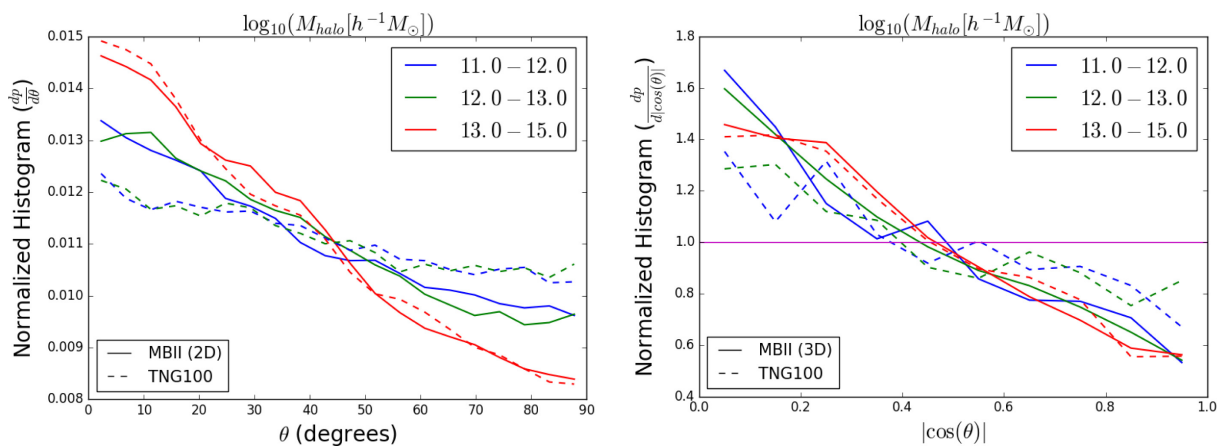 log₁₀(M_halo[h⁻¹M_⊙])
Normalized Histogram (dp/dθ)
0.015
0.014
0.013
0.012
0.011
0.010
0.009
0.008
11.0 − 12.0
12.0 − 13.0
13.0 − 15.0
MBII (2D)
TNG100
0 10 20 30 40 50 60 70 80 90
θ (degrees)
log₁₀(M_halo[h⁻¹M_⊙])
Normalized Histogram (dp/d|cos(θ)|)
1.8
1.6
1.4
1.2
1.0
0.8
0.6
0.4
11.0 − 12.0
12.0 − 13.0
13.0 − 15.0
MBII (3D)
TNG100
0.0 0.2 0.4 0.6 0.8 1.0
|cos(θ)|